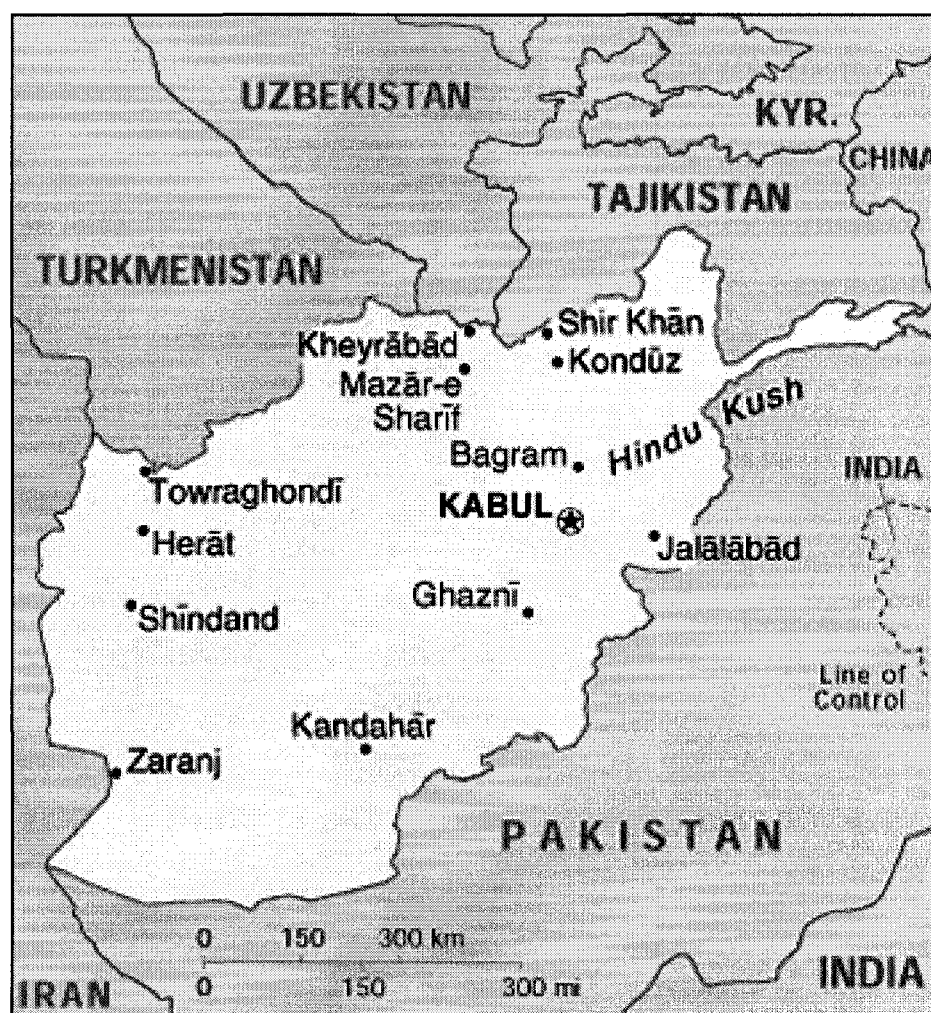 UZBEKISTAN
KYR.
CHINA
TAJIKISTAN
TURKMENISTAN
Shīr Khān
Kheyrābād
Kondūz
Mazār-e
Sharīf
Hindu Kush
Bagram
INDIA
Towraghondī
KABUL
Herāt
Jalālābād
Ghaznī
Shīndand
Line of
Control
Kandahār
Zaranj
PAKISTAN
0 150 300 km
0 150 300 mi
IRAN
INDIA